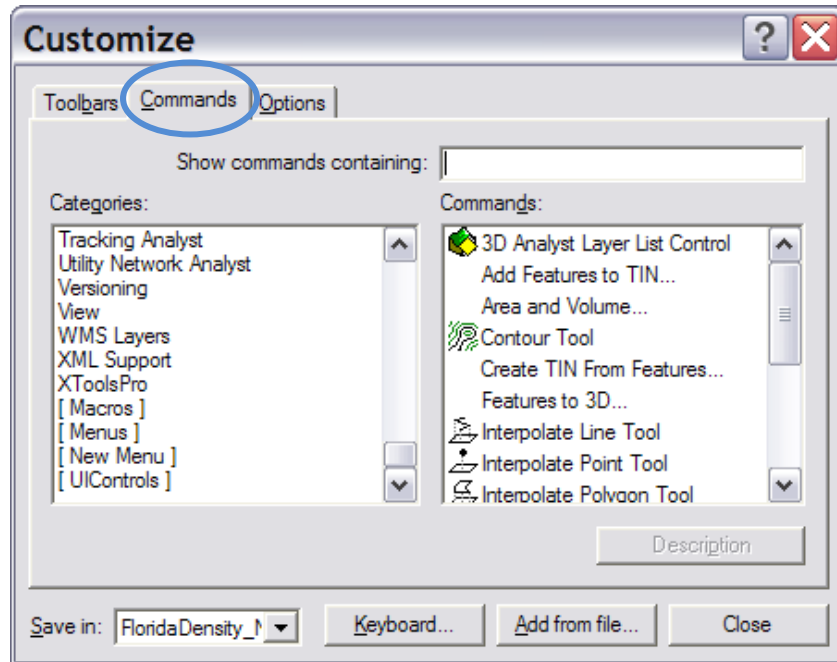 Customize
Toolbars Commands Options
Show commands containing:
Categories:
Tracking Analyst
Utility Network Analyst
Versioning
View
WMS Layers
XML Support
XToolsPro
[ Macros ]
[ Menus ]
[ New Menu ]
[ UIControls ]
Commands:
3D Analyst Layer List Control
Add Features to TIN...
Area and Volume...
Contour Tool
Create TIN From Features...
Features to 3D...
Interpolate Line Tool
Interpolate Point Tool
Interpolate Polygon Tool
Description
Save in: FloridaDensity_ Keyboard... Add from file... Close